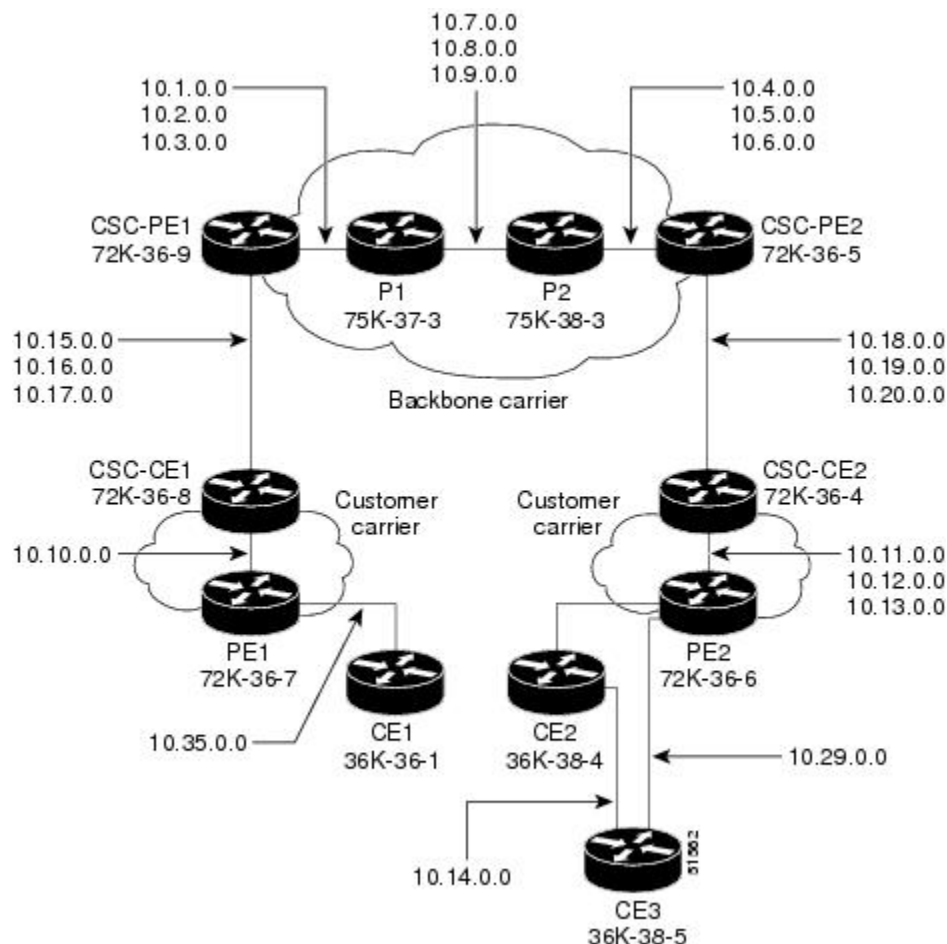 10.7.0.0
10.8.0.0
10.9.0.0
10.1.0.0
10.2.0.0
10.3.0.0
10.4.0.0
10.5.0.0
10.6.0.0
CSC-PE1
72K-36-9
P1
75K-37-3
P2
75K-38-3
CSC-PE2
72K-36-5
10.15.0.0
10.16.0.0
10.17.0.0
Backbone carrier
10.18.0.0
10.19.0.0
10.20.0.0
CSC-CE1
72K-36-8
Customer
carrier
Customer
carrier
CSC-CE2
72K-36-4
10.10.0.0
10.11.0.0
10.12.0.0
10.13.0.0
PE1
72K-36-7
CE1
36K-36-1
CE2
36K-38-4
PE2
72K-36-6
10.35.0.0
10.29.0.0
10.14.0.0
51562
CE3
36K-38-5